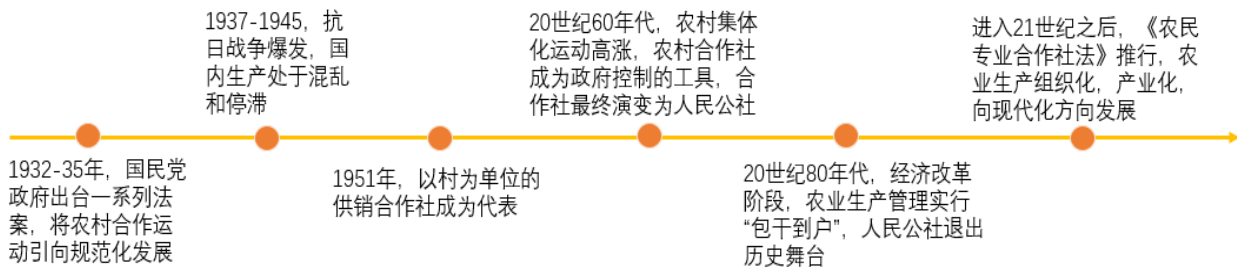 1932-35年，国民党
政府出台一系列法
案，将农村合作运
动引向规范化发展
1937-1945，抗
日战争爆发，国
内生产处于混乱
和停滞
1951年，以村为单位的
供销合作社成为代表
20世纪60年代，农村集体
化运动高涨，农村合作社
成为政府控制的工具，合
作社最终演变为人民公社
20世纪80年代，经济改革
阶段，农业生产管理实行
“包干到户”，人民公社退出
历史舞台
进入21世纪之后，《农民
专业合作社法》推行，农
业生产组织化，产业化，
向现代化方向发展